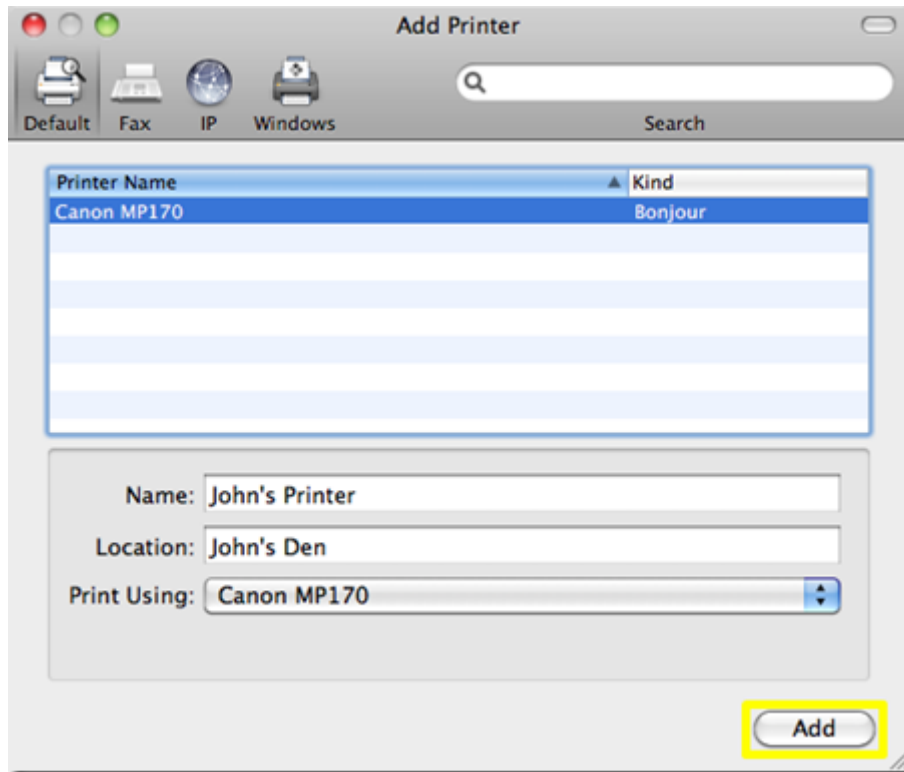 Add Printer
Default Fax IP Windows Search
Printer Name Kind
Canon MP170 Bonjour
Name: John's Printer
Location: John's Den
Print Using: Canon MP170
Add